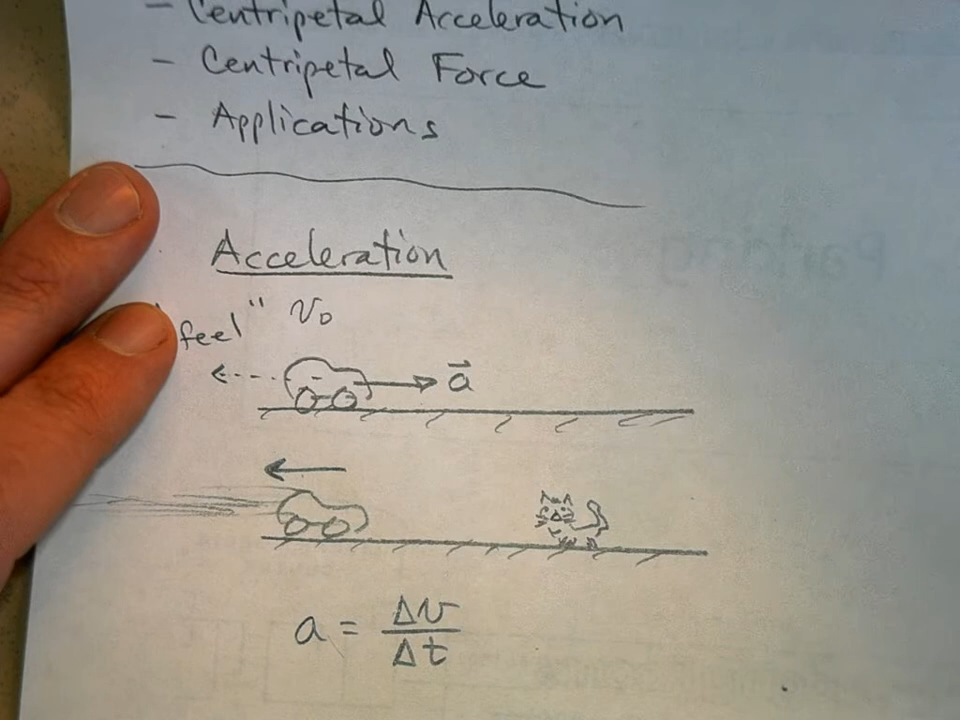 - Centripetal Acceleration
- Centripetal Force
- Applications
Acceleration
feel" v₀
a⃗
a = Δv/Δt